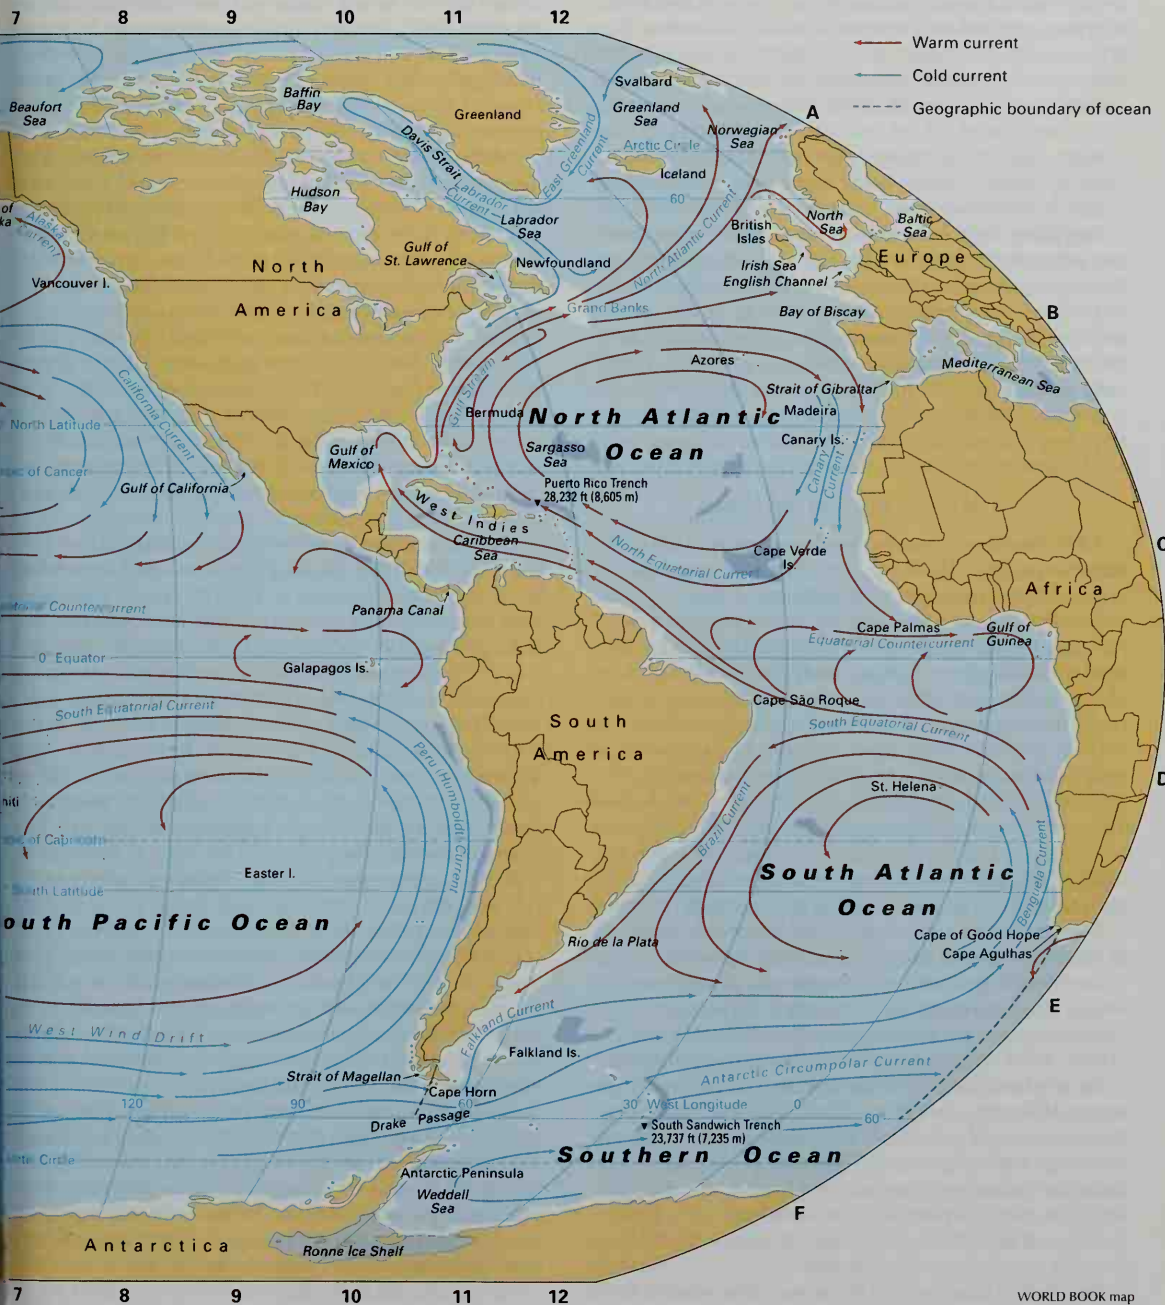 7 8 9 10 11 12
Warm current
Cold current
Geographic boundary of ocean
A
Svalbard
Beaufort
Sea
Baffin
Bay
Greenland
Greenland
Sea
Norwegian
Sea
Davis Strait
Arctic Circle
East Greenland
Current
Iceland
60°
Hudson
Bay
Labrador
Current
Labrador
Sea
of
ka
Alaska
Current
British
Isles
North
Sea
Baltic
Sea
Gulf of
St. Lawrence
Newfoundland
North Atlantic Current
Irish Sea
English Channel
Europe
North
America
Vancouver I.
Grand Banks
Bay of Biscay
B
California Current
Gulf Stream
Azores
Strait of Gibraltar
Mediterranean Sea
Bermuda
North Atlantic
Ocean
Madeira
North Latitude
Canary Is.
Canary
Current
Gulf of
Mexico
Sargasso
Sea
of Cancer
Gulf of California
Puerto Rico Trench
28,232 ft (8,605 m)
West Indies
Caribbean
Sea
North Equatorial Current
Cape Verde
Is.
C
Africa
Countercurrent
Panama Canal
Cape Palmas
Gulf of
Guinea
Equatorial Countercurrent
0° Equator
Galapagos Is.
Cape São Roque
South Equatorial Current
South Equatorial Current
South
America
Peru (Humboldt) Current
D
St. Helena
hiti
Brazil Current
of Capricorn
Easter I.
South Atlantic
Ocean
Benguela Current
South Latitude
outh Pacific Ocean
Rio de la Plata
Cape of Good Hope
Cape Agulhas
E
West Wind Drift
Falkland Current
Falkland Is.
Strait of Magellan
Cape Horn
Antarctic Circumpolar Current
120° 90° 60° 30° West Longitude 0 60°
Drake Passage
South Sandwich Trench
23,737 ft (7,235 m)
Circle
Southern Ocean
Antarctic Peninsula
Weddell
Sea
F
Antarctica
Ronne Ice Shelf
7 8 9 10 11 12
WORLD BOOK map